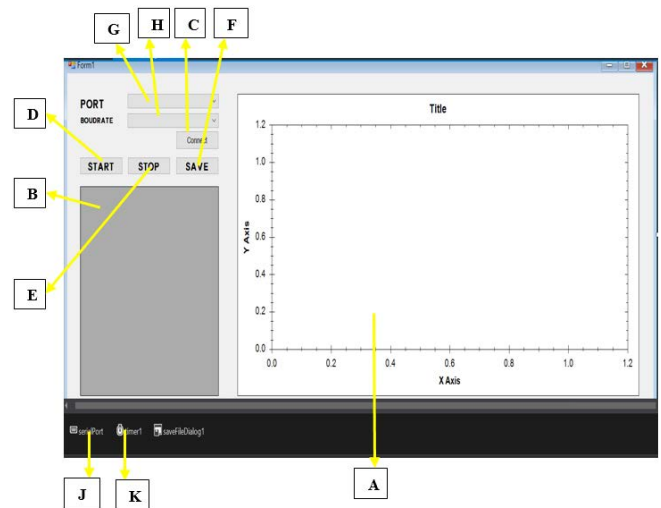 G H C F
Form1
PORT
BOUDRATE
Connect
D
START STOP SAVE
B
E
Title
1.2
1.0
0.8
0.6
0.4
0.2
0.0
Y Axis
0.0 0.2 0.4 0.6 0.8 1.0 1.2
X Axis
serialPort timer1 saveFileDialog1
J K A